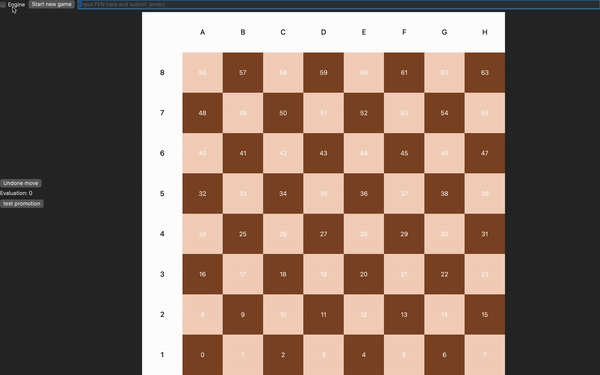 Engine Start new game Input FEN here and submit (enter)
A B C D E F G H
8 56 57 58 59 60 61 62 63
7 48 49 50 51 52 53 54 55
6 40 41 42 43 44 45 46 47
Undone move
5 32 33 34 35 36 37 38 39
Evaluation: 0
test promotion
4 24 25 26 27 28 29 30 31
3 16 17 18 19 20 21 22 23
2 8 9 10 11 12 13 14 15
1 0 1 2 3 4 5 6 7